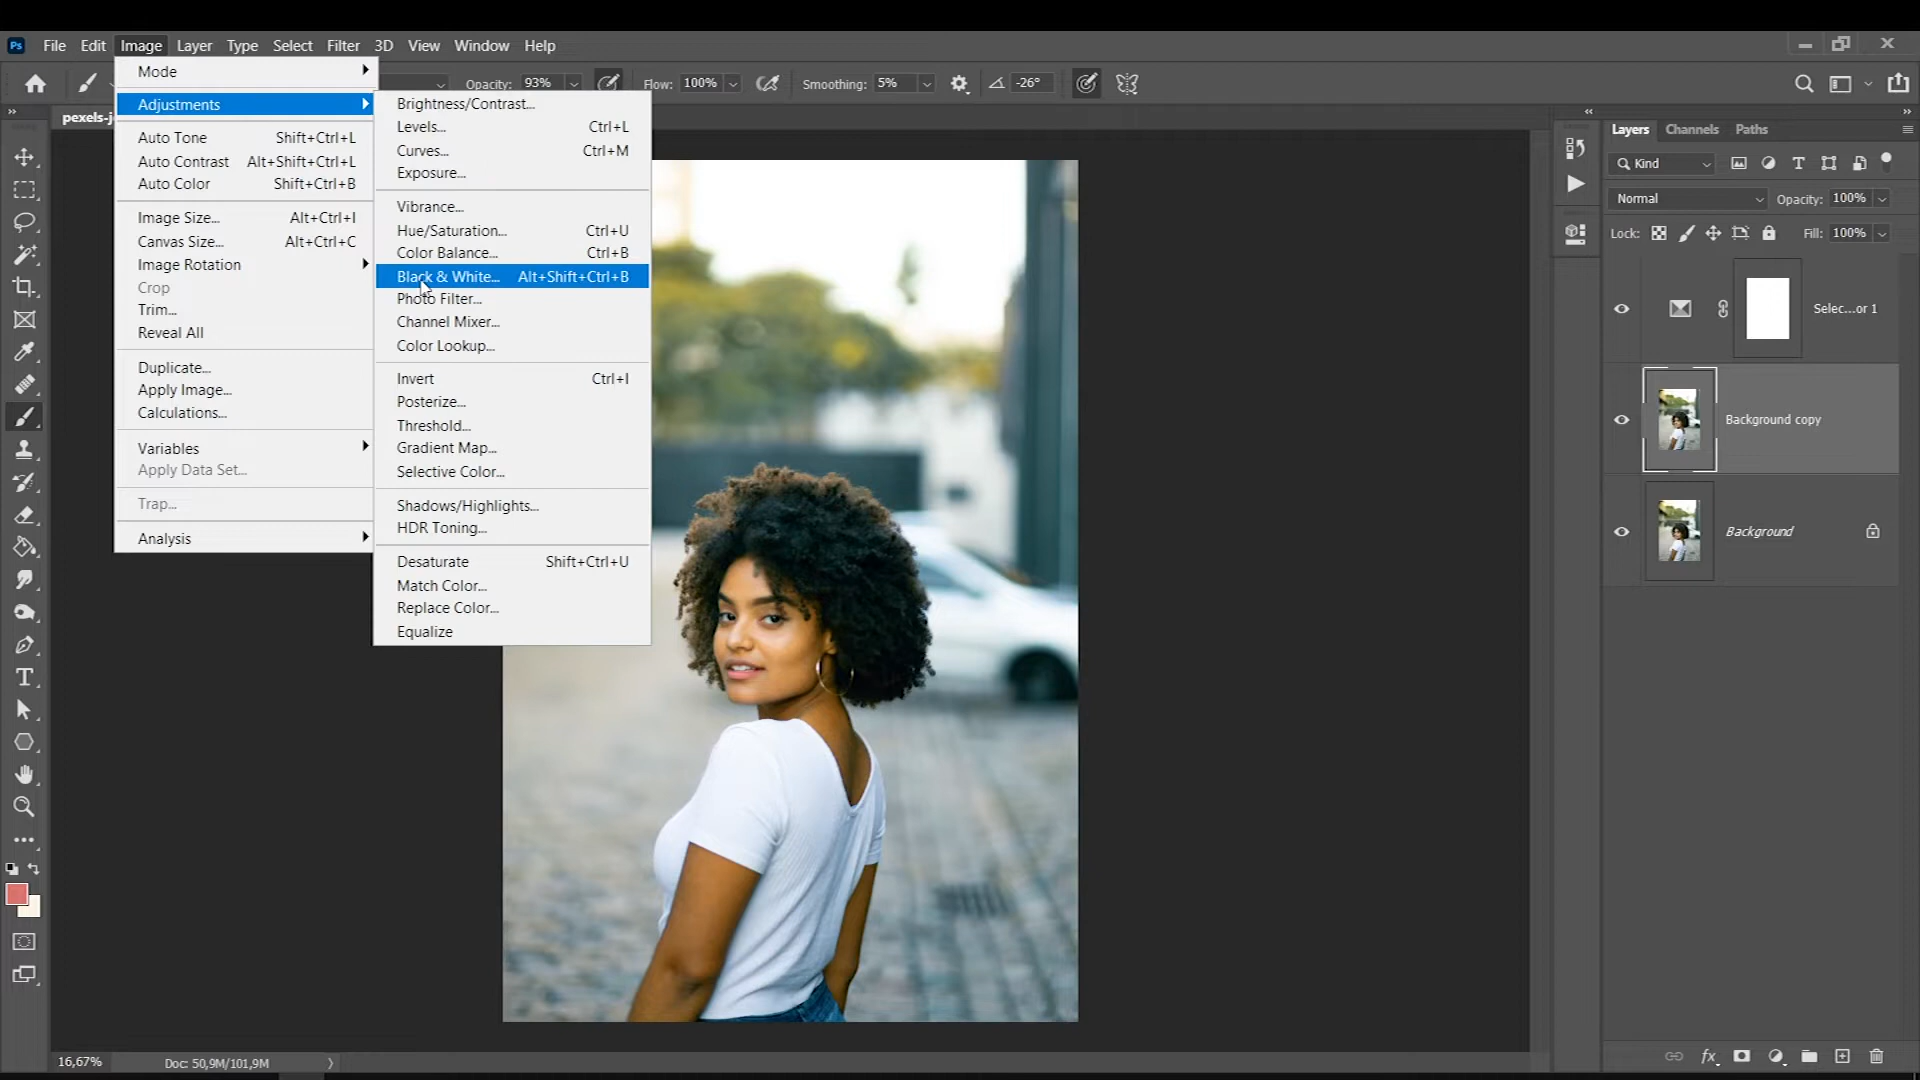 Ps File Edit Image Layer Type Select Filter 3D View Window Help
Opacity: 93% Flow: 100% Smoothing: 5% -26°
pexels-j
Mode
Adjustments
Auto Tone Shift+Ctrl+L
Auto Contrast Alt+Shift+Ctrl+L
Auto Color Shift+Ctrl+B
Image Size... Alt+Ctrl+I
Canvas Size... Alt+Ctrl+C
Image Rotation
Crop
Trim...
Reveal All
Duplicate...
Apply Image...
Calculations...
Variables
Apply Data Set...
Trap...
Analysis
Brightness/Contrast...
Levels... Ctrl+L
Curves... Ctrl+M
Exposure...
Vibrance...
Hue/Saturation... Ctrl+U
Color Balance... Ctrl+B
Black & White... Alt+Shift+Ctrl+B
Photo Filter...
Channel Mixer...
Color Lookup...
Invert Ctrl+I
Posterize...
Threshold...
Gradient Map...
Selective Color...
Shadows/Highlights...
HDR Toning...
Desaturate Shift+Ctrl+U
Match Color...
Replace Color...
Equalize
Layers Channels Paths
Kind
Normal Opacity: 100%
Lock: Fill: 100%
Selec...or 1
Background copy
Background
fx
16,67% Doc: 50,9M/101,9M